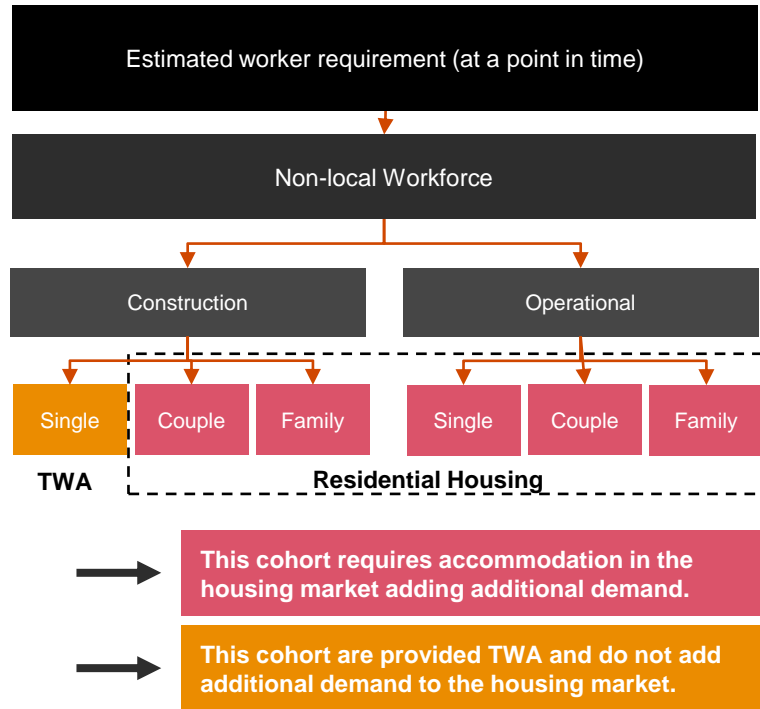 Estimated worker requirement (at a point in time)
Non-local Workforce
Construction
Operational
Single
Couple
Family
Single
Couple
Family
TWA
Residential Housing
This cohort requires accommodation in the
housing market adding additional demand.
This cohort are provided TWA and do not add
additional demand to the housing market.